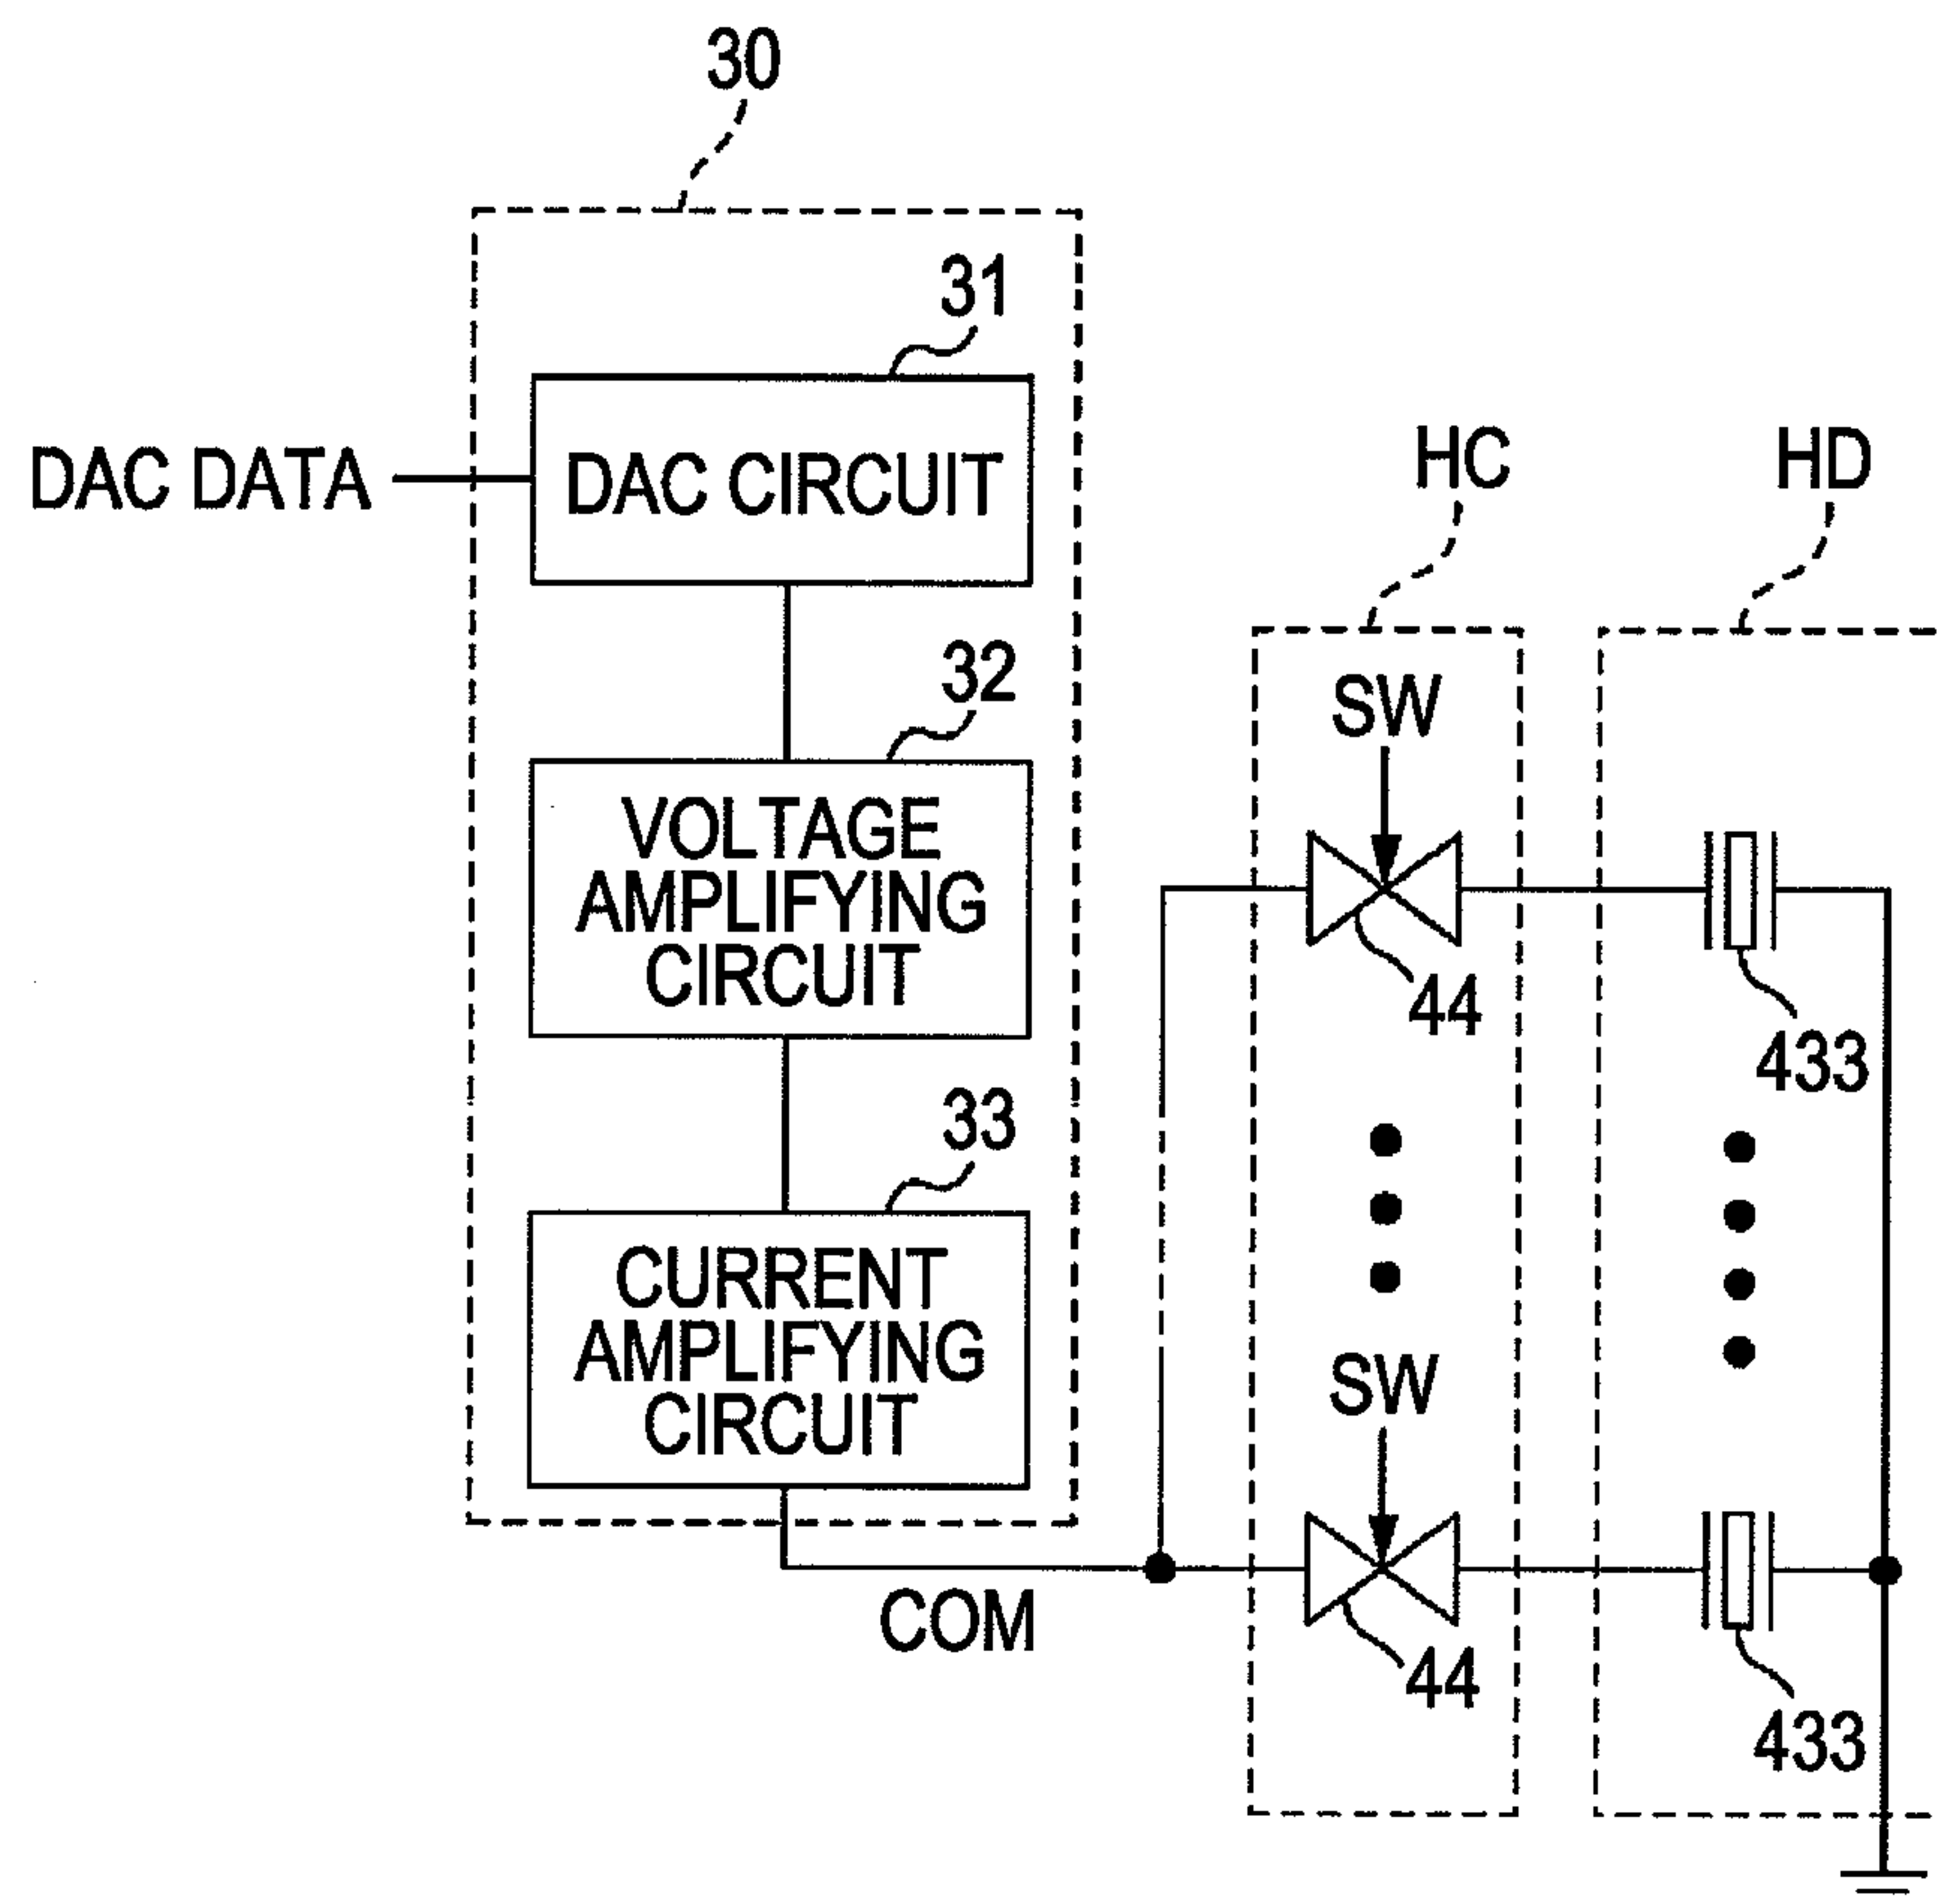 30
31
DAC DATA
DAC CIRCUIT
HC
HD
32
SW
VOLTAGE
AMPLIFYING
CIRCUIT
44
433
33
CURRENT
AMPLIFYING
CIRCUIT
SW
COM
44
433